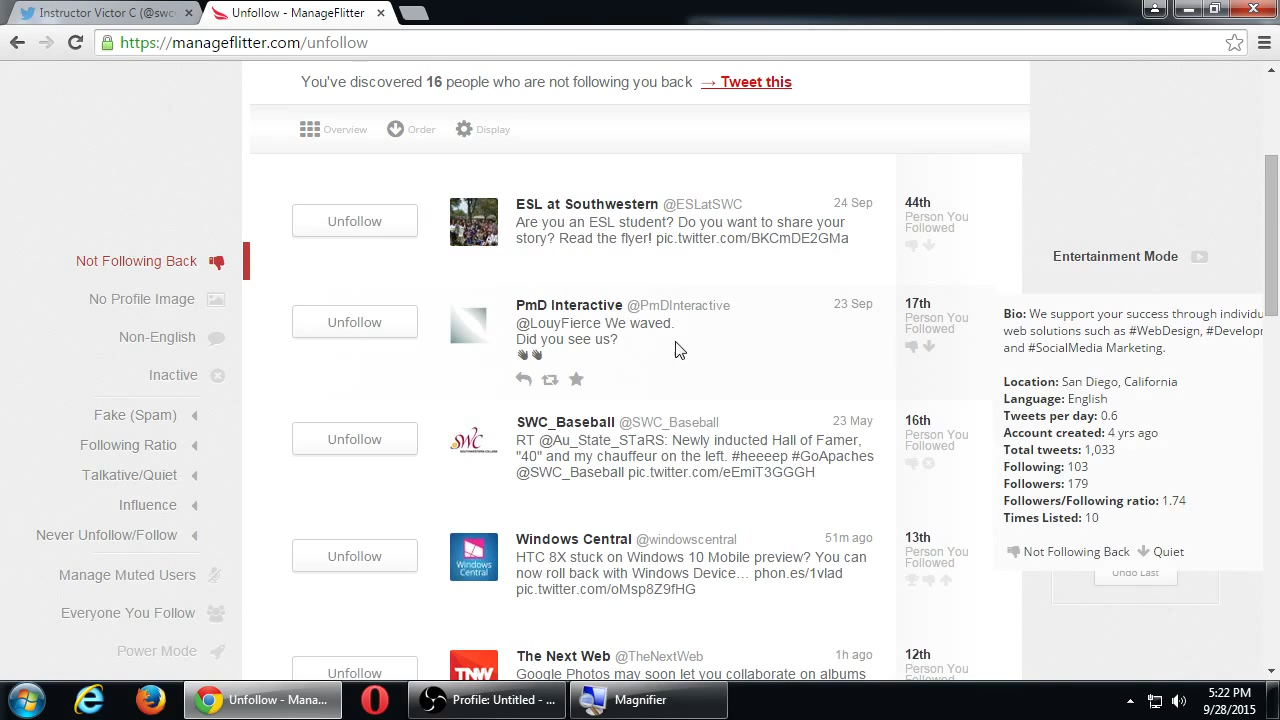 Instructor Victor C (@swc
Unfollow - ManageFlitter
https://manageflitter.com/unfollow
You've discovered 16 people who are not following you back → Tweet this
Overview Order Display
Not Following Back
No Profile Image
Non-English
Inactive
Fake (Spam)
Following Ratio
Talkative/Quiet
Influence
Never Unfollow/Follow
Manage Muted Users
Everyone You Follow
Power Mode
Unfollow
ESL at Southwestern @ESLatSWC 24 Sep
Are you an ESL student? Do you want to share your
story? Read the flyer! pic.twitter.com/BKCmDE2GMa
44th
Person You
Followed
Unfollow
PmD Interactive @PmDInteractive 23 Sep
@LouyFierce We waved.
Did you see us?
17th
Person You
Followed
Unfollow
SWC_Baseball @SWC_Baseball 23 May
RT @Au_State_STaRS: Newly inducted Hall of Famer,
"40" and my chauffeur on the left. #heeeep #GoApaches
@SWC_Baseball pic.twitter.com/eEmiT3GGGH
16th
Person You
Followed
SWC
Unfollow
Windows Central @windowscentral 51m ago
HTC 8X stuck on Windows 10 Mobile preview? You can
now roll back with Windows Device… phon.es/1vlad
pic.twitter.com/oMsp8Z9fHG
13th
Person You
Followed
Windows
Central
Unfollow
The Next Web @TheNextWeb 1h ago
Google Photos may soon let you collaborate on albums
12th
Person You
TNW
Entertainment Mode
Bio: We support your success through individu
web solutions such as #WebDesign, #Develop
and #SocialMedia Marketing.
Location: San Diego, California
Language: English
Tweets per day: 0.6
Account created: 4 yrs ago
Total tweets: 1,033
Following: 103
Followers: 179
Followers/Following ratio: 1.74
Times Listed: 10
Not Following Back Quiet
Undo Last
Unfollow - Mana...
Profile: Untitled - ...
Magnifier
5:22 PM
9/28/2015